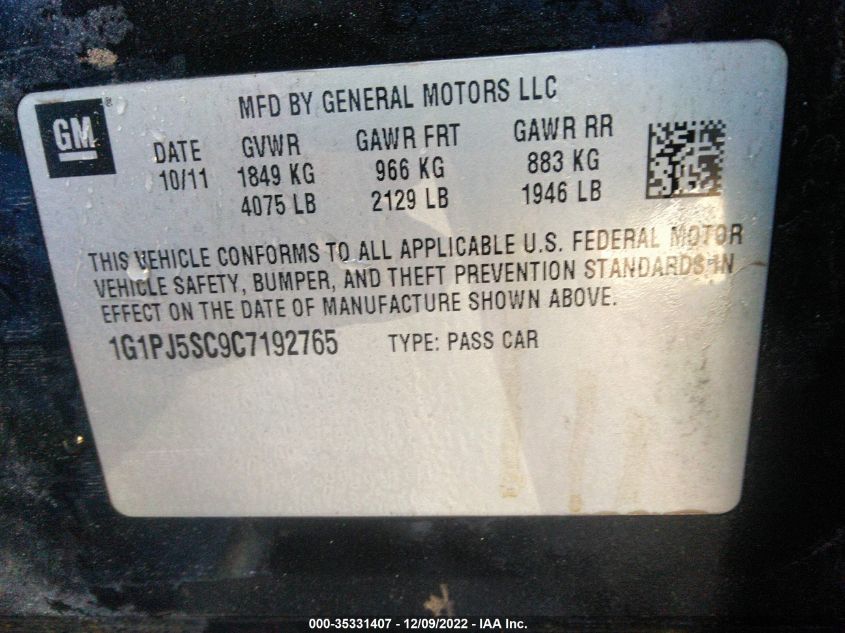 MFD BY GENERAL MOTORS LLC
GM ®
DATE GVWR GAWR FRT GAWR RR
10/11 1849 KG 966 KG 883 KG
4075 LB 2129 LB 1946 LB
THIS VEHICLE CONFORMS TO ALL APPLICABLE U.S. FEDERAL MOTOR
VEHICLE SAFETY, BUMPER, AND THEFT PREVENTION STANDARDS IN
EFFECT ON THE DATE OF MANUFACTURE SHOWN ABOVE.
1G1PJ5SC9C7192765 TYPE: PASS CAR
000-35331407 - 12/09/2022 - IAA Inc.